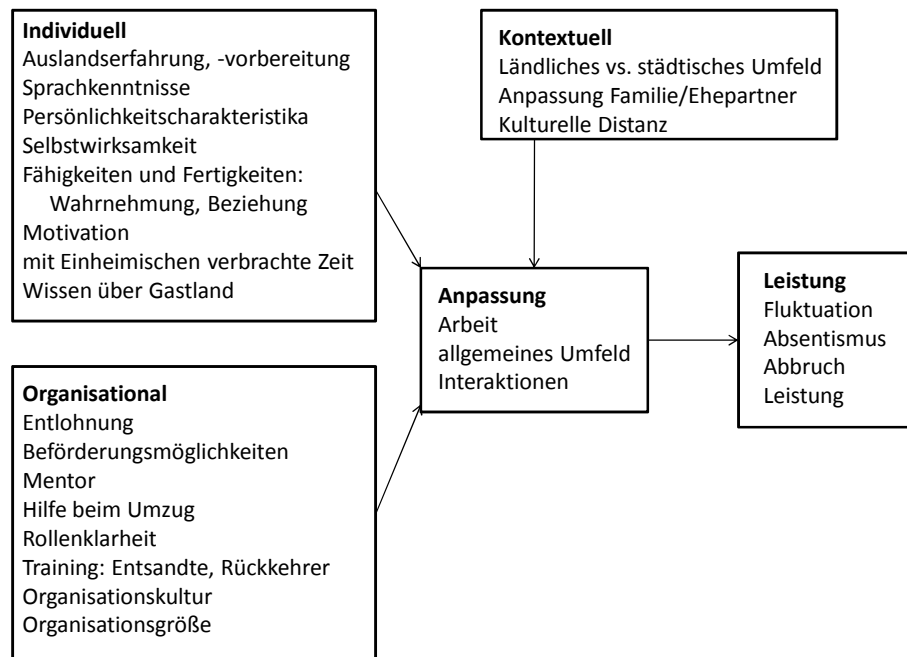 Individuell
Auslandserfahrung, -vorbereitung
Sprachkenntnisse
Persönlichkeitscharakteristika
Selbstwirksamkeit
Fähigkeiten und Fertigkeiten:
Wahrnehmung, Beziehung
Motivation
mit Einheimischen verbrachte Zeit
Wissen über Gastland
Kontextuell
Ländliches vs. städtisches Umfeld
Anpassung Familie/Ehepartner
Kulturelle Distanz
Anpassung
Arbeit
allgemeines Umfeld
Interaktionen
Leistung
Fluktuation
Absentismus
Abbruch
Leistung
Organisational
Entlohnung
Beförderungsmöglichkeiten
Mentor
Hilfe beim Umzug
Rollenklarheit
Training: Entsandte, Rückkehrer
Organisationskultur
Organisationsgröße